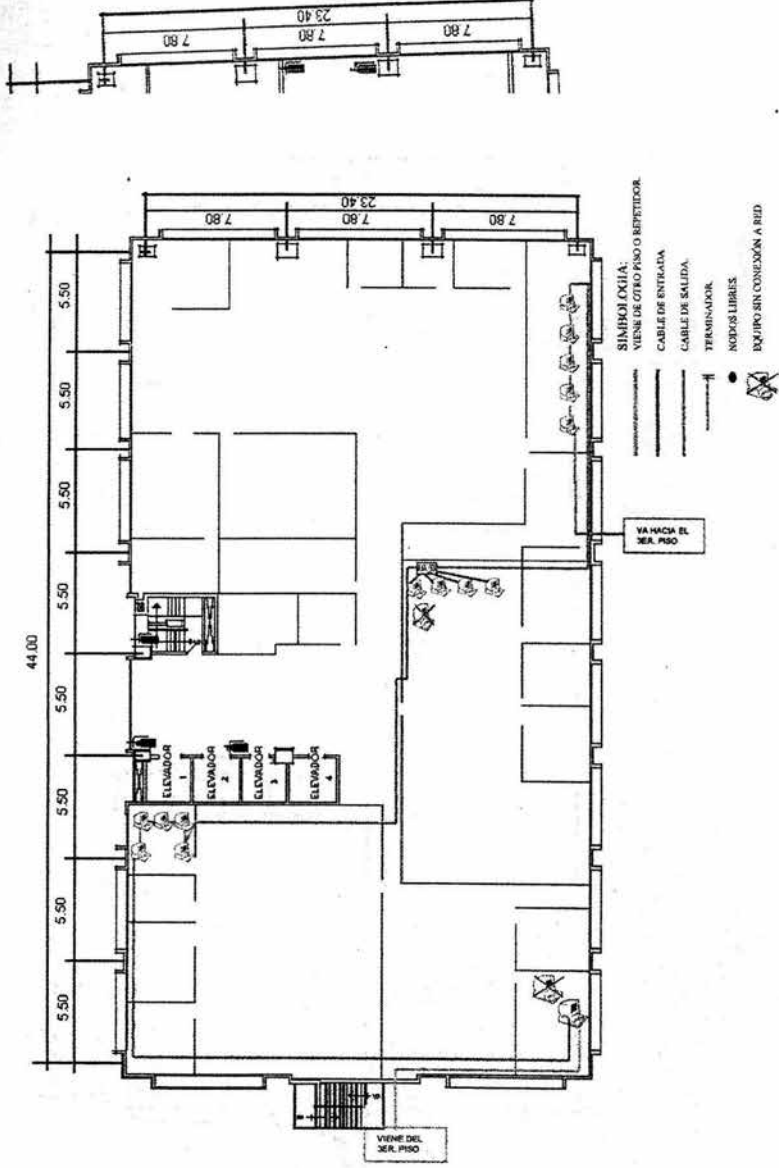 23.40
7.80
7.80
7.80
44.00
5.50
5.50
5.50
5.50
5.50
5.50
5.50
5.50
23.40
7.80
7.80
7.80
ELEVADOR
1
ELEVADOR
2
ELEVADOR
3
ELEVADOR
4
VIENE DEL
3ER. PISO
VA HACIA EL
3ER. PISO
SIMBOLOGIA:
VIENE DE OTRO PISO O REPETIDOR.
CABLE DE ENTRADA
CABLE DE SALIDA.
TERMINADOR
NODOS LIBRES
EQUIPO SIN CONEXIÓN A RED